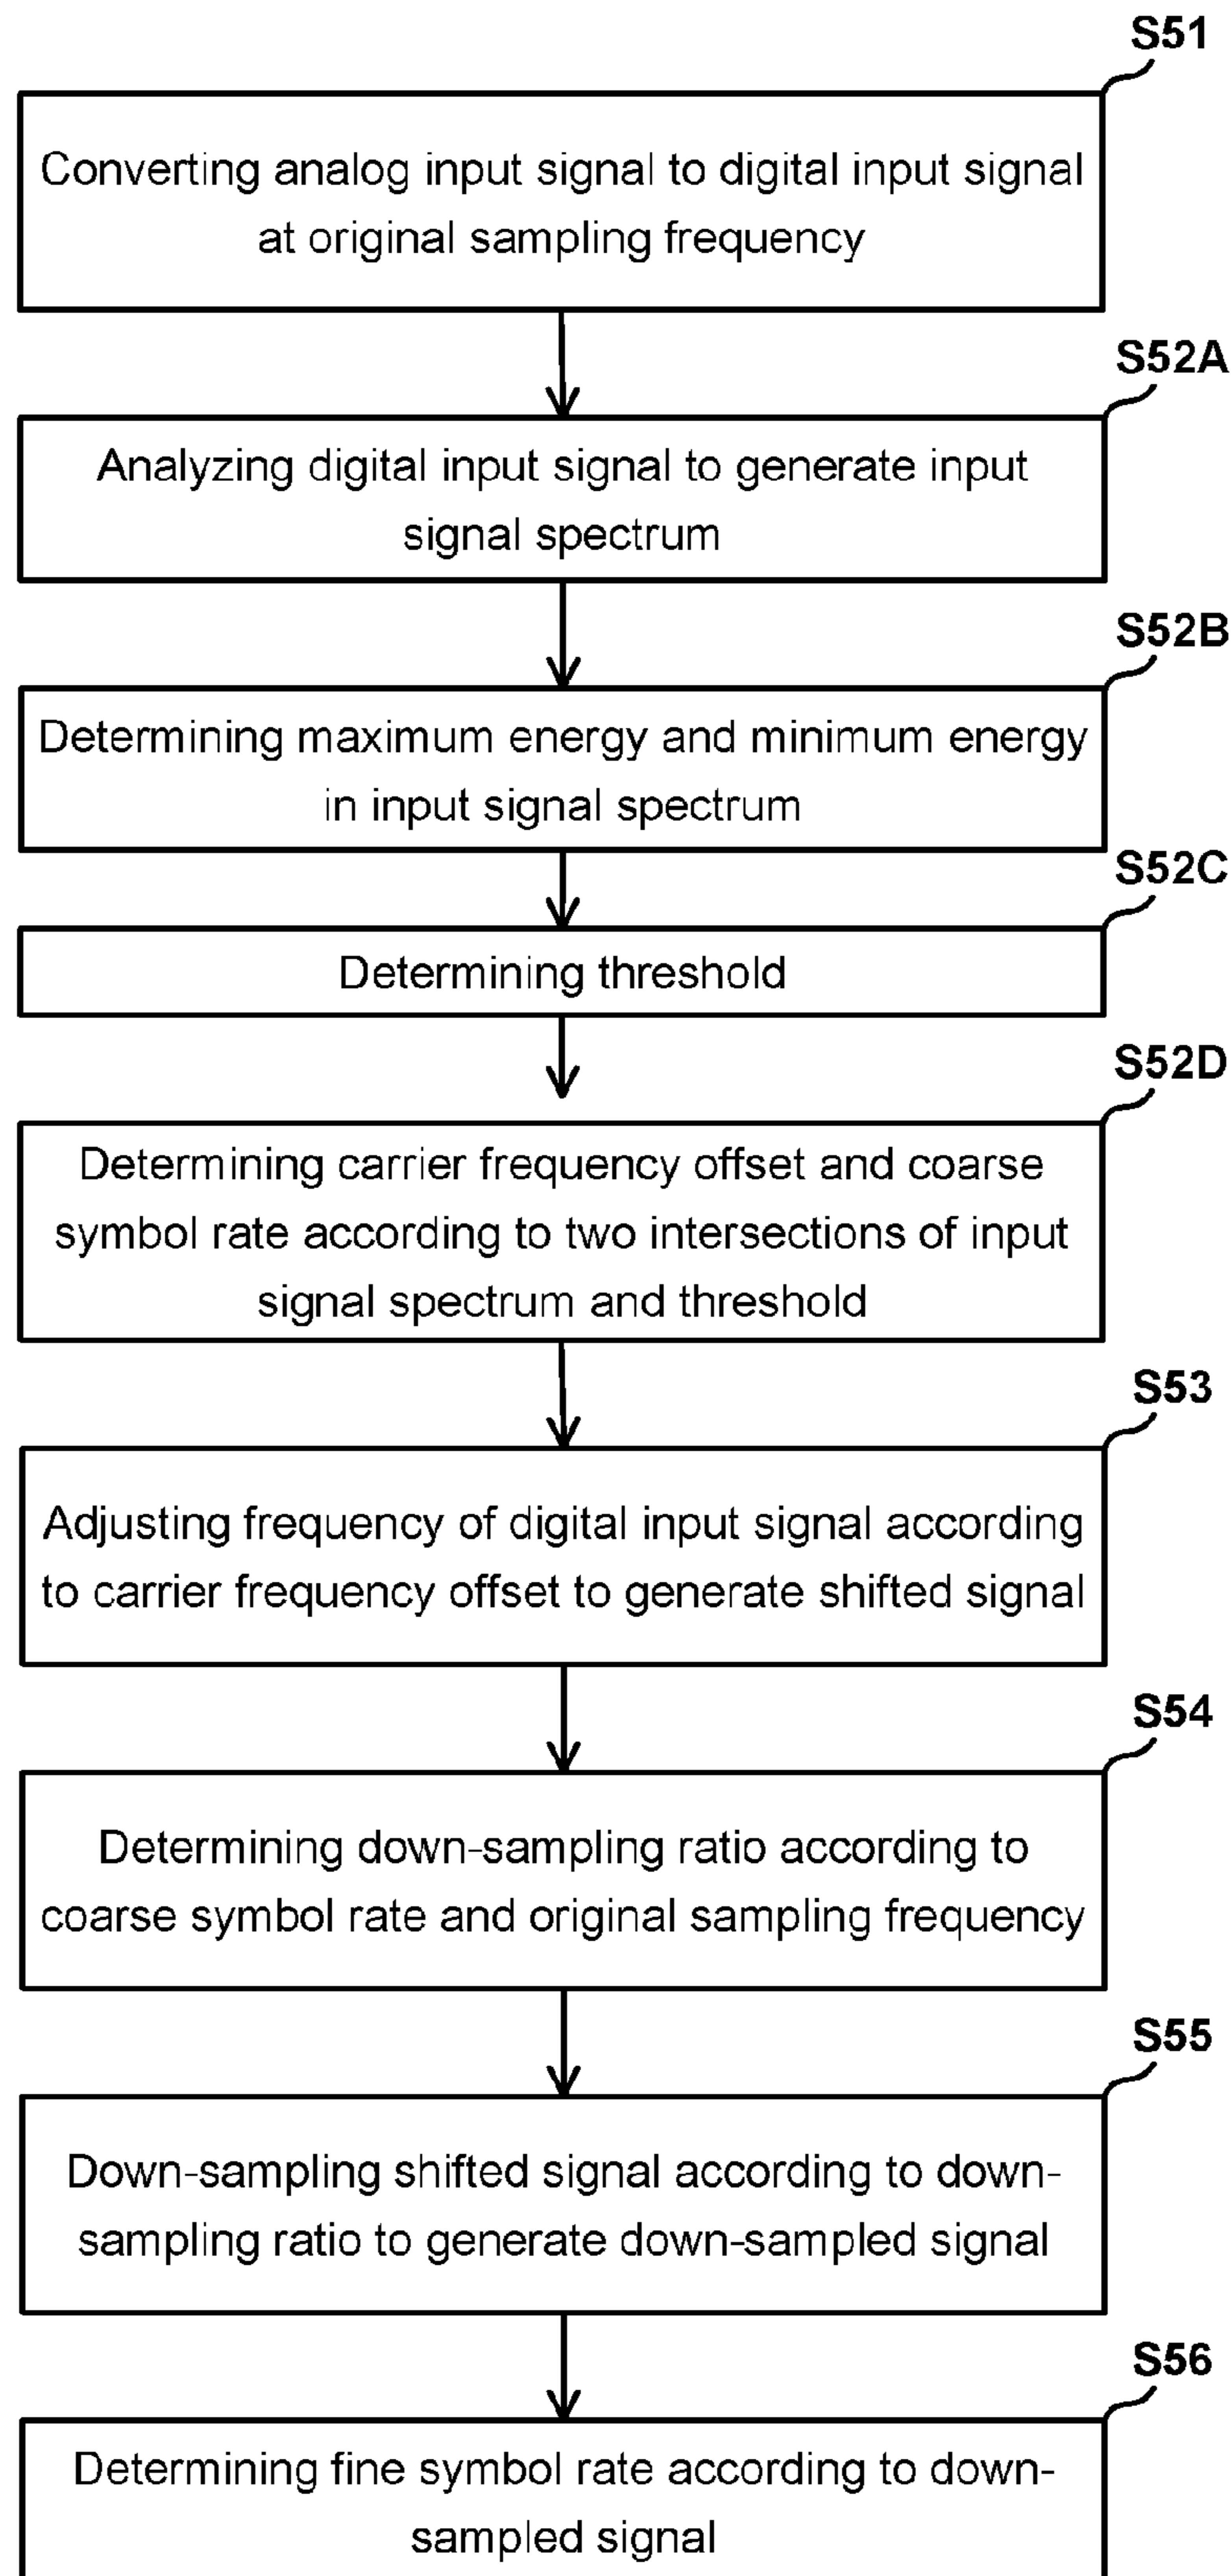 S51
Converting analog input signal to digital input signal
at original sampling frequency
S52A
Analyzing digital input signal to generate input
signal spectrum
S52B
Determining maximum energy and minimum energy
in input signal spectrum
S52C
Determining threshold
S52D
Determining carrier frequency offset and coarse
symbol rate according to two intersections of input
signal spectrum and threshold
S53
Adjusting frequency of digital input signal according
to carrier frequency offset to generate shifted signal
S54
Determining down-sampling ratio according to
coarse symbol rate and original sampling frequency
S55
Down-sampling shifted signal according to down-
sampling ratio to generate down-sampled signal
S56
Determining fine symbol rate according to down-
sampled signal